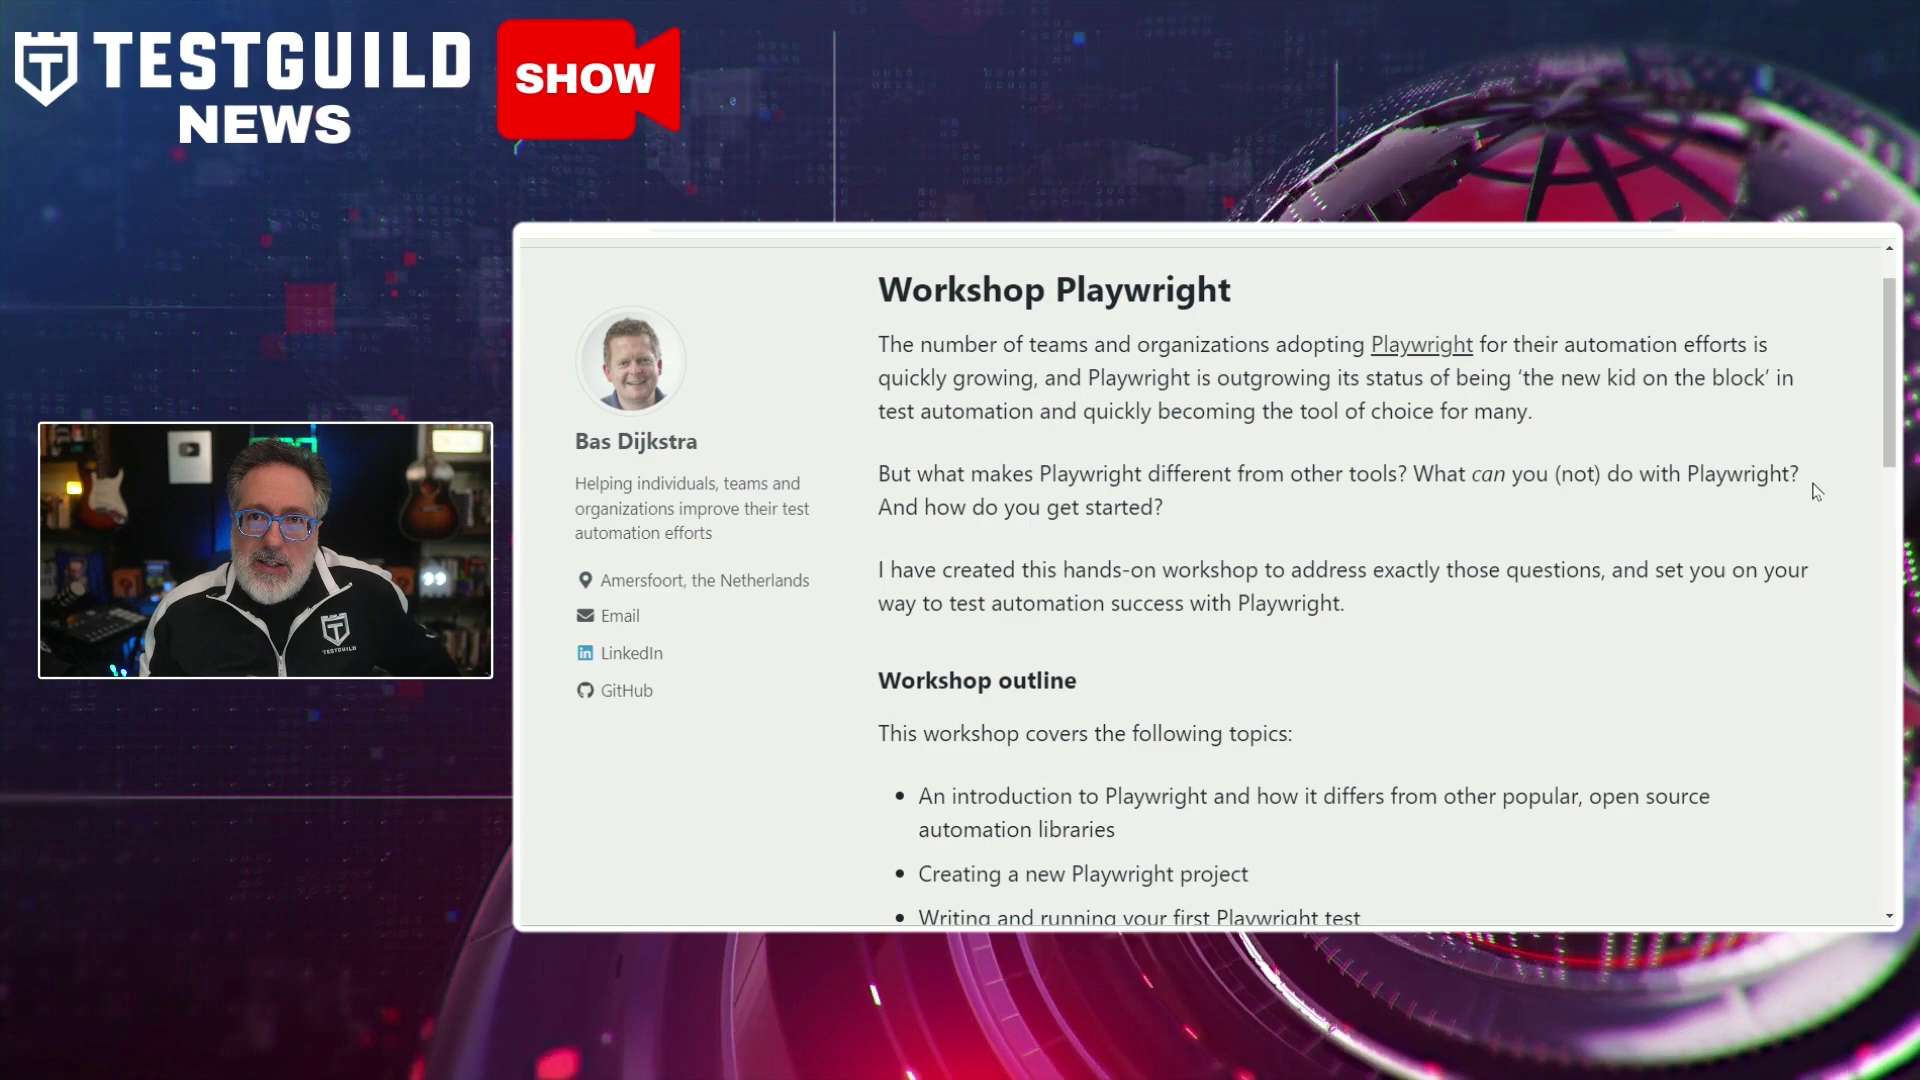 TESTGUILD
NEWS
SHOW
Bas Dijkstra
Helping individuals, teams and
organizations improve their test
automation efforts
Amersfoort, the Netherlands
Email
LinkedIn
GitHub
Workshop Playwright
The number of teams and organizations adopting Playwright for their automation efforts is
quickly growing, and Playwright is outgrowing its status of being ‘the new kid on the block’ in
test automation and quickly becoming the tool of choice for many.
But what makes Playwright different from other tools? What can you (not) do with Playwright?
And how do you get started?
I have created this hands-on workshop to address exactly those questions, and set you on your
way to test automation success with Playwright.
Workshop outline
This workshop covers the following topics:
An introduction to Playwright and how it differs from other popular, open source
automation libraries
Creating a new Playwright project
Writing and running your first Playwright test
TESTGUILD